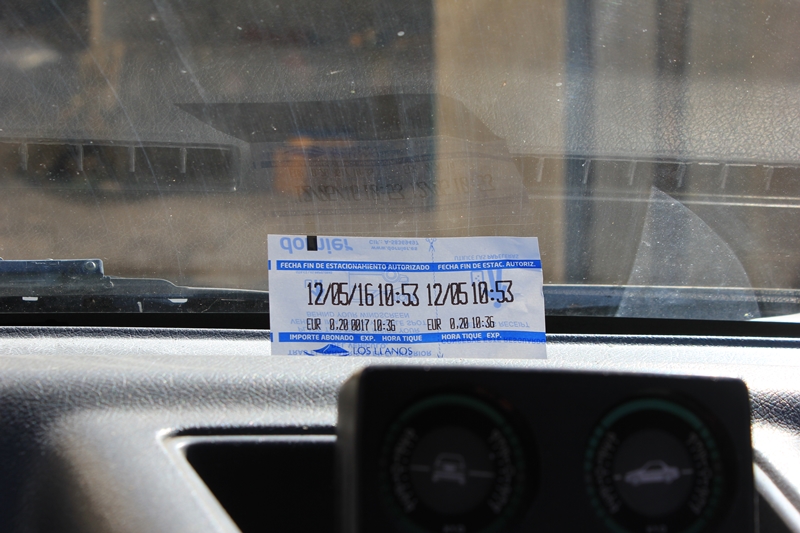 dornier
FECHA FIN DE ESTACIONAMIENTO AUTORIZADO FECHA FIN DE ESTAC. AUTORIZ.
12/05/16 10:53 12/05 10:53
EUR 0.20 0017 10:36 EUR 0.20 10:36
IMPORTE ABONADO EXP. HORA TIQUE HORA TIQUE EXP.
LOS LLANOS